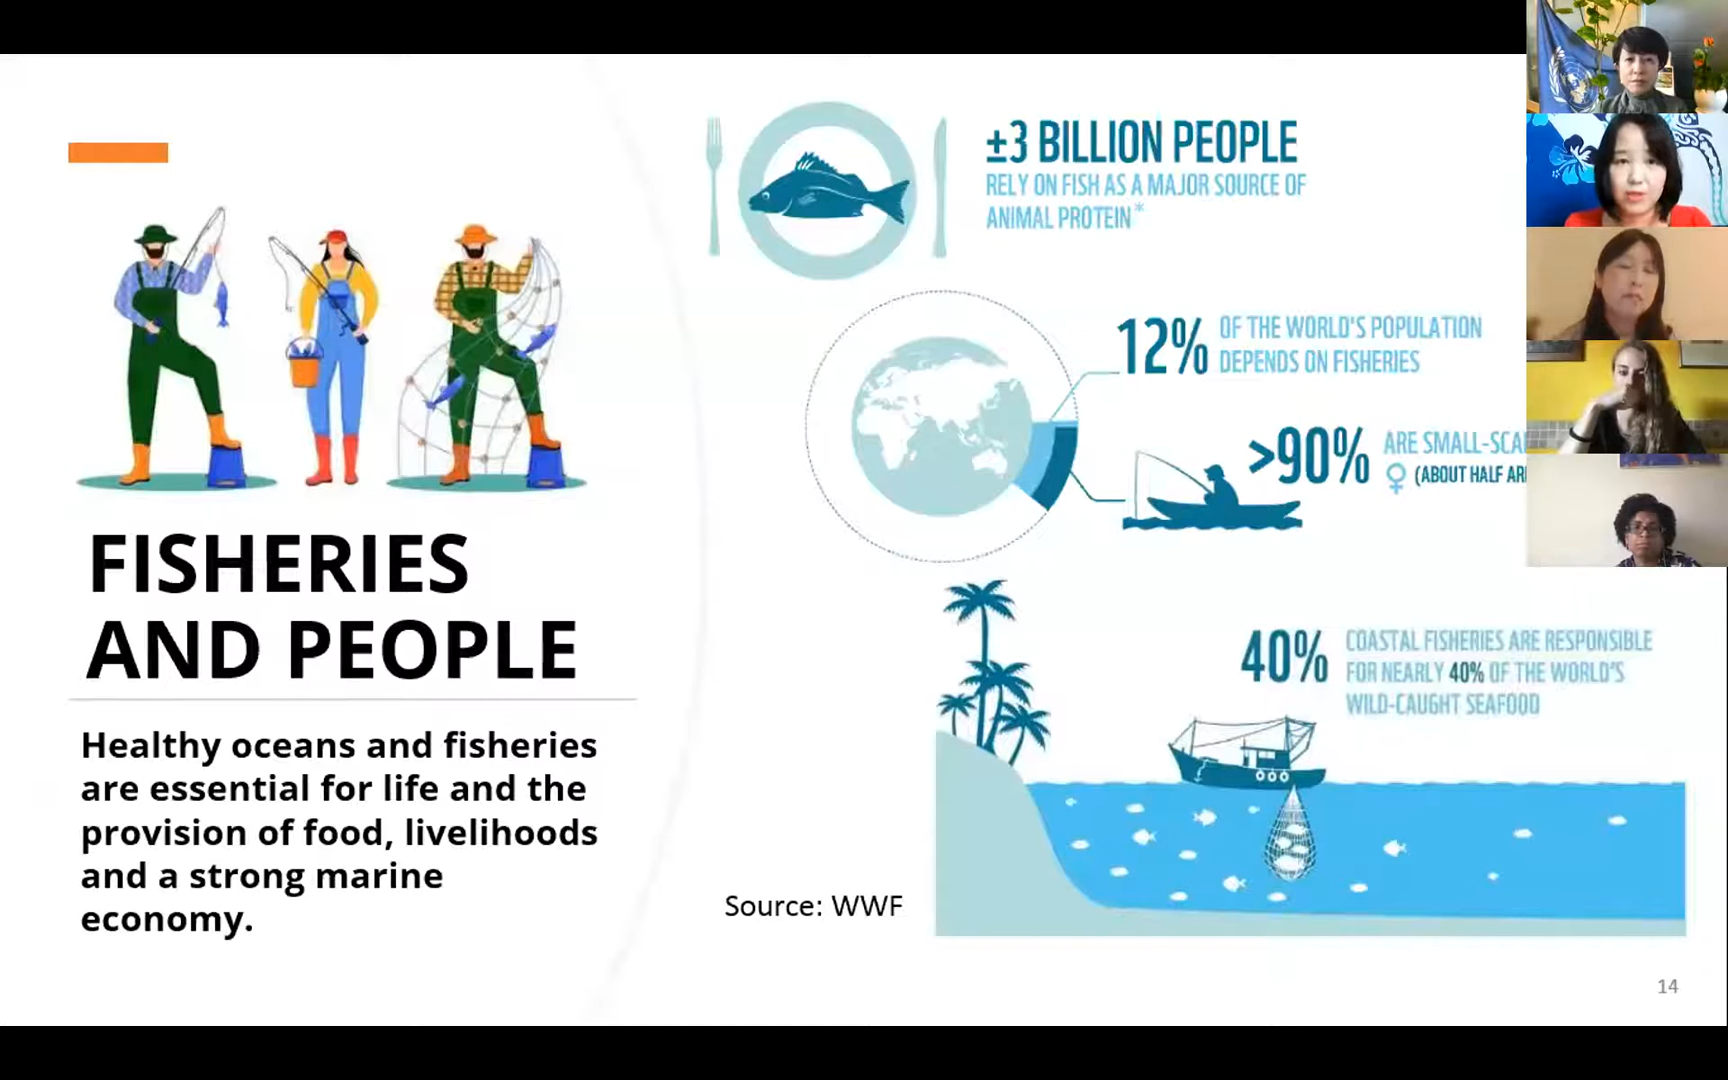 FISHERIES
AND PEOPLE
Healthy oceans and fisheries
are essential for life and the
provision of food, livelihoods
and a strong marine
economy.
±3 BILLION PEOPLE
RELY ON FISH AS A MAJOR SOURCE OF
ANIMAL PROTEIN*
12% OF THE WORLD'S POPULATION
DEPENDS ON FISHERIES
>90% ARE SMALL-SCA
(ABOUT HALF AR
40% COASTAL FISHERIES ARE RESPONSIBLE
FOR NEARLY 40% OF THE WORLD'S
WILD-CAUGHT SEAFOOD
Source: WWF
14